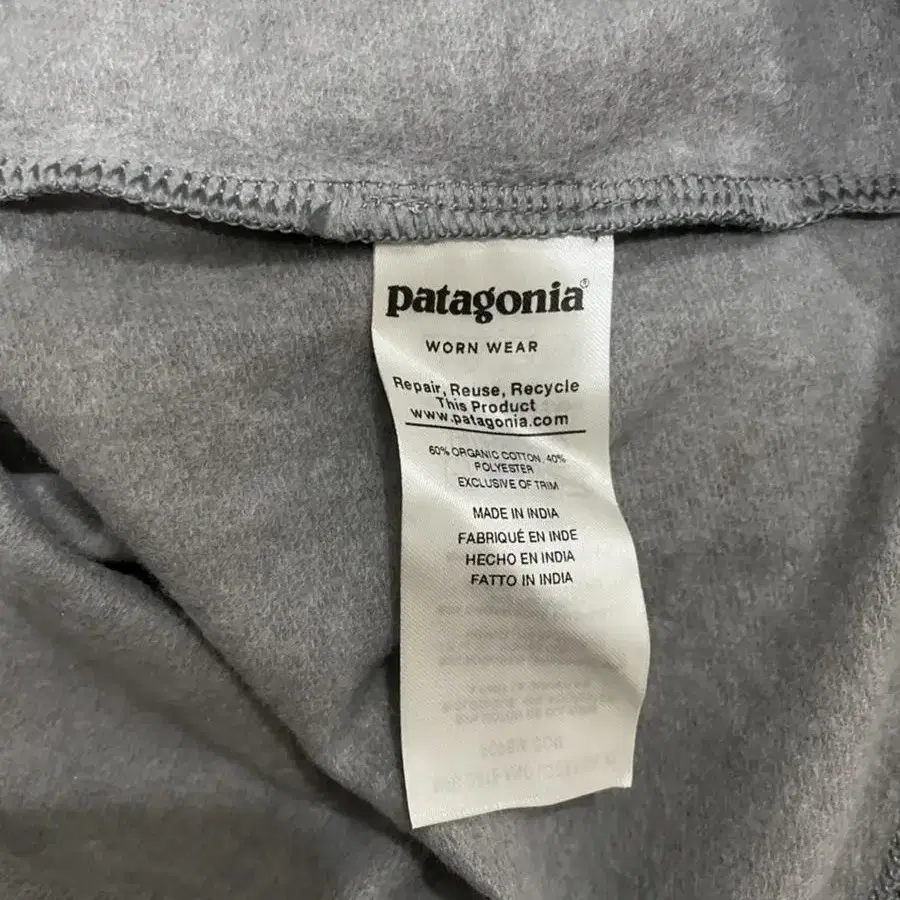 patagonia®
WORN WEAR
Repair, Reuse, Recycle
This Product
www.patagonia.com
60% ORGANIC COTTON, 40%
POLYESTER
EXCLUSIVE OF TRIM
MADE IN INDIA
FABRIQUÉ EN INDE
HECHO EN INDIA
FATTO IN INDIA